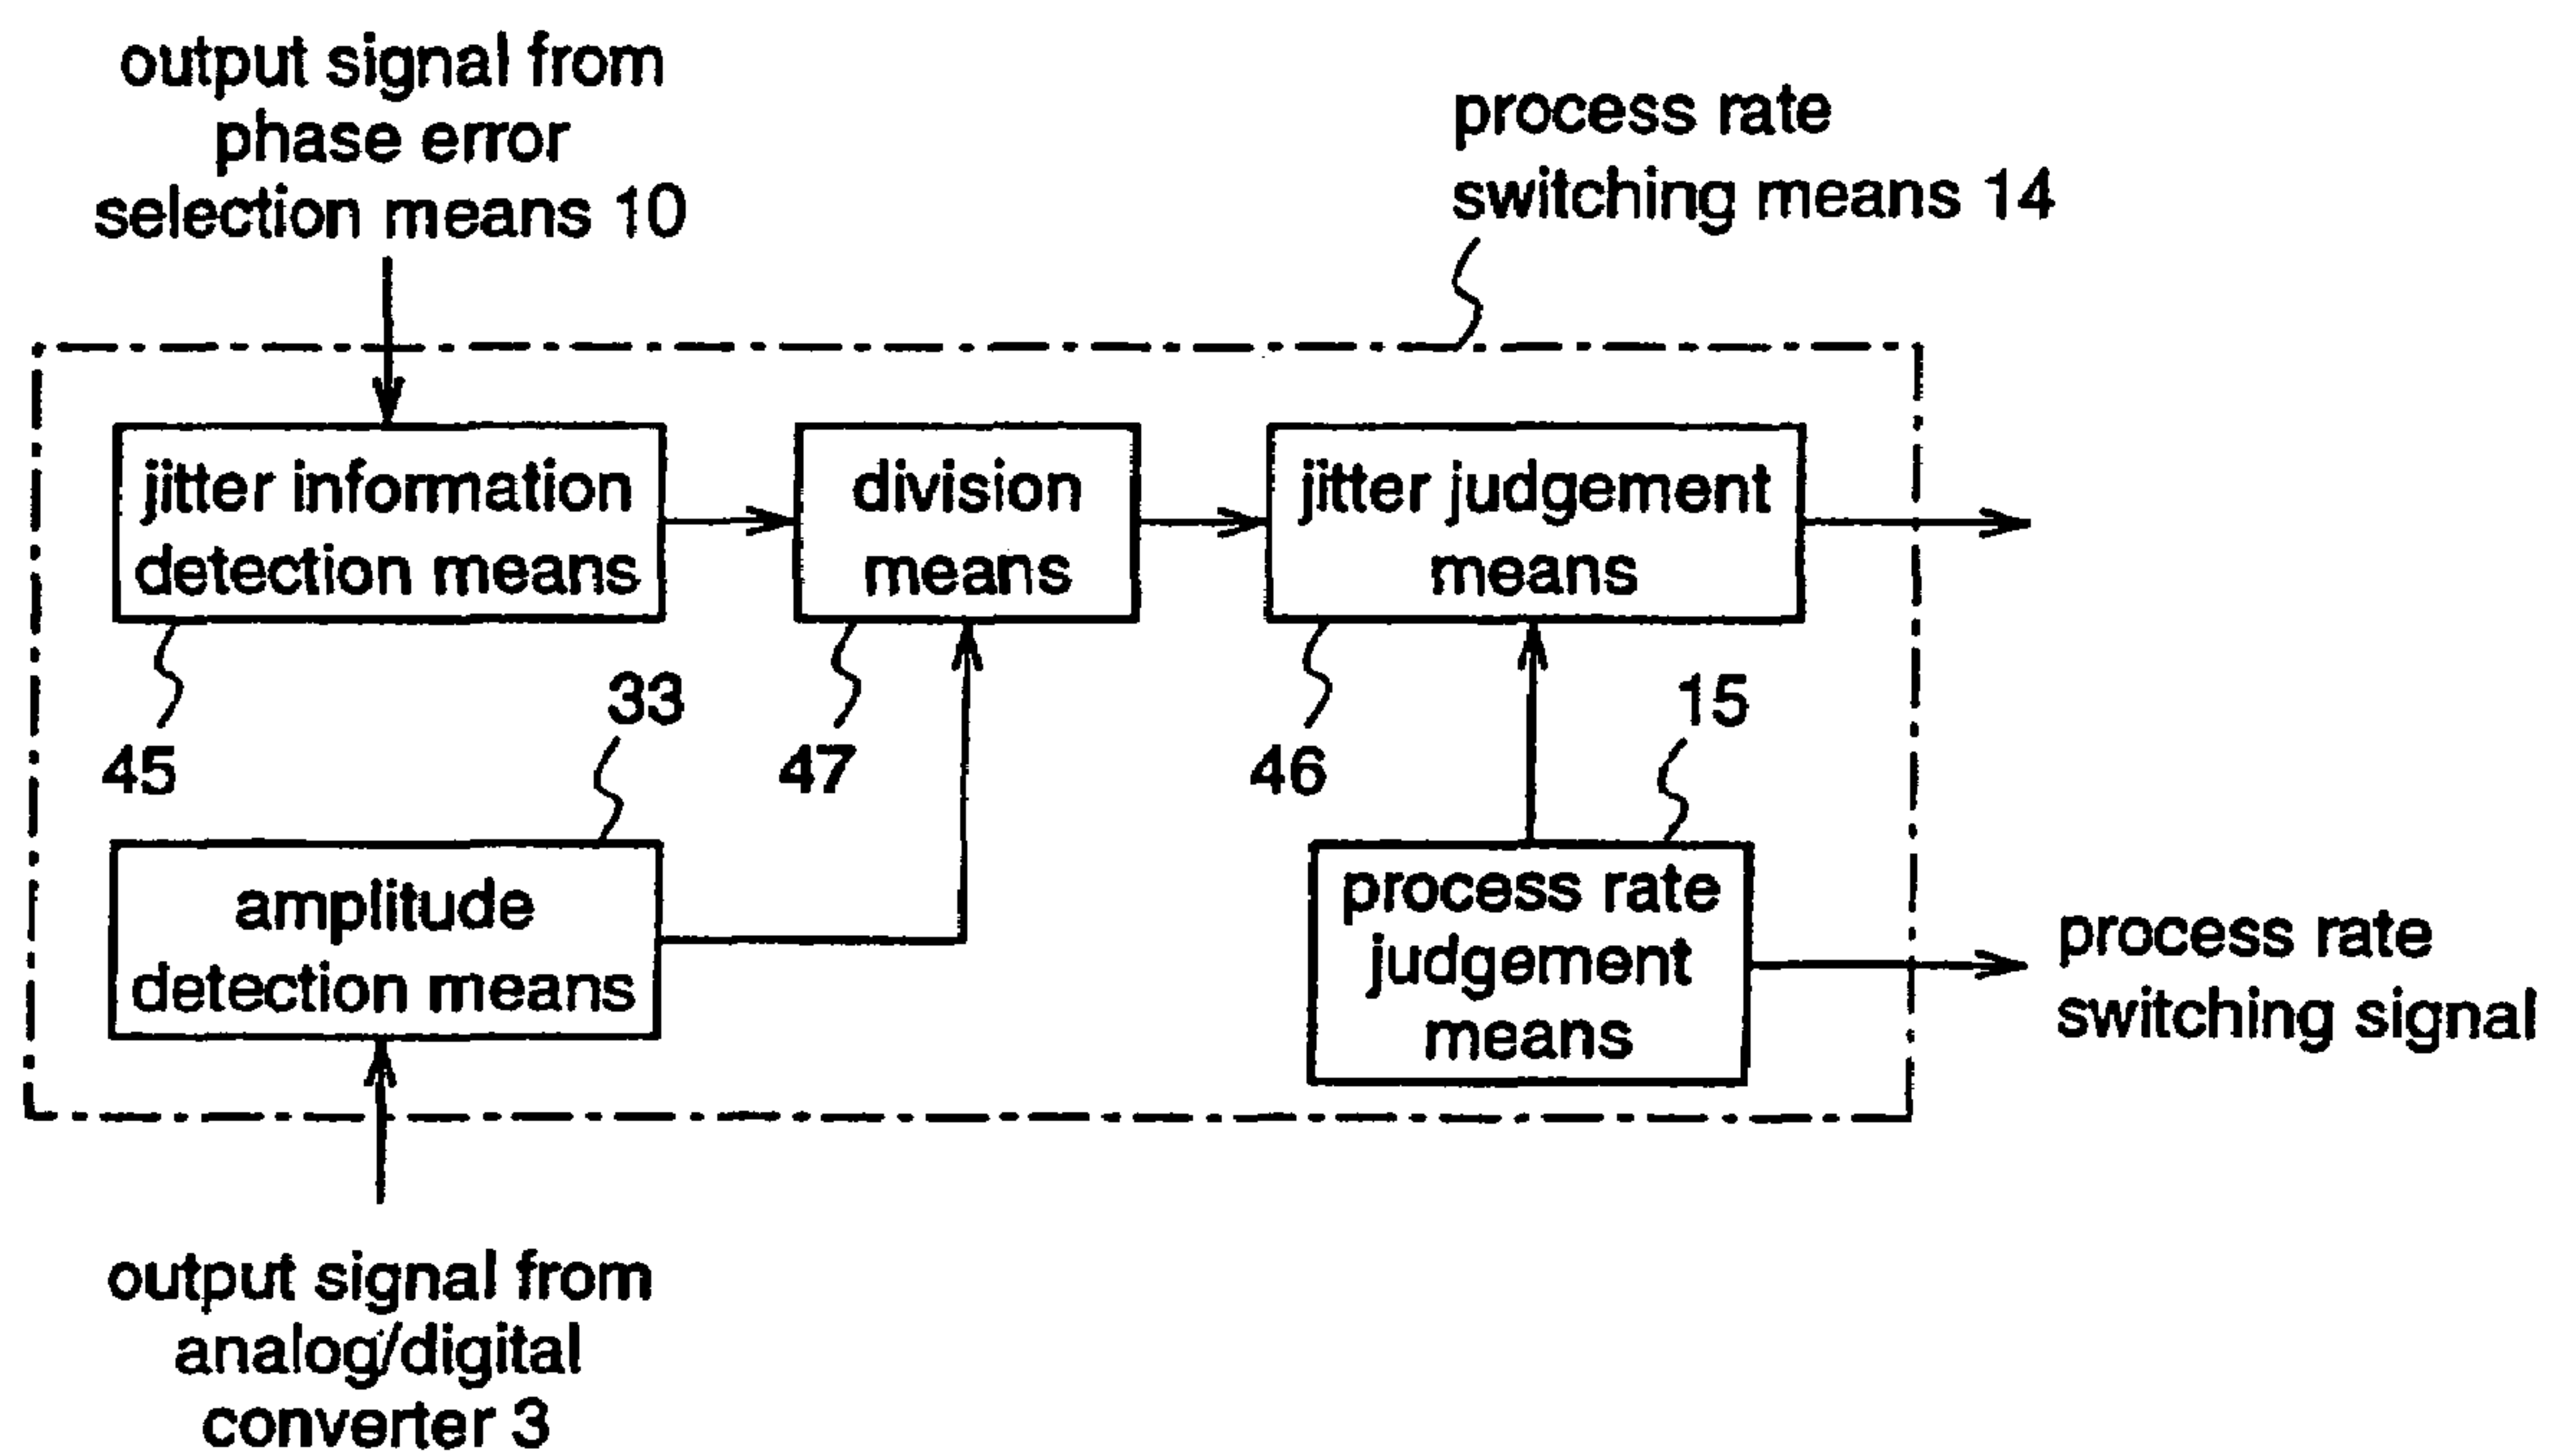 output signal from
phase error
selection means 10
process rate
switching means 14
jitter information
detection means
division
means
jitter judgement
means
45
33
47
46
15
amplitude
detection means
process rate
judgement
means
process rate
switching signal
output signal from
analog/digital
converter 3